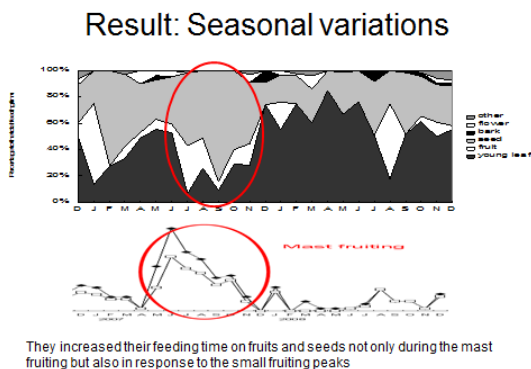 Result: Seasonal variations
100%
80%
60%
40%
20%
0%
D J F M A M J J A S O N D J F M A M J J A S O N D
other
flower
bark
seed
fruit
young leaf
Mast fruiting
D J F M A M J J A S O N D J F M A M J J A S O N D
2007 2008
They increased their feeding time on fruits and seeds not only during the mast
fruiting but also in response to the small fruiting peaks